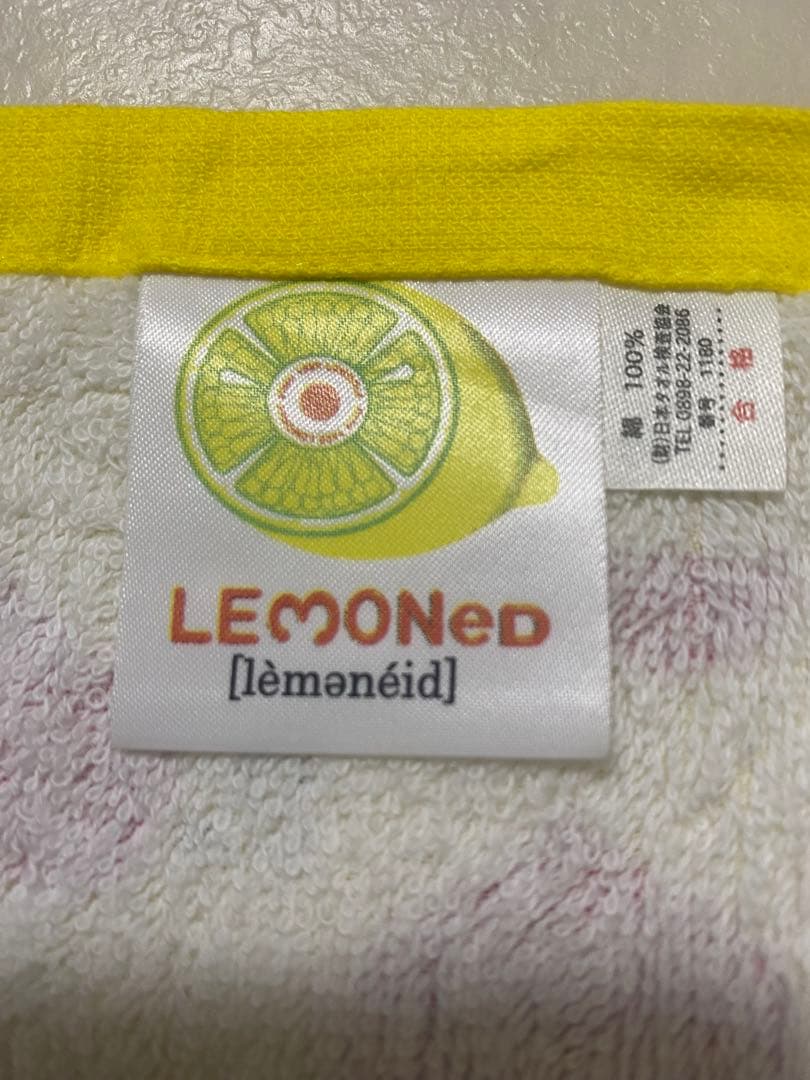 LEMONeD
[lèmənéid]
綿 100%
(財)日本タオル検査協会
TEL 0898-22-2086
番号 1180
合格